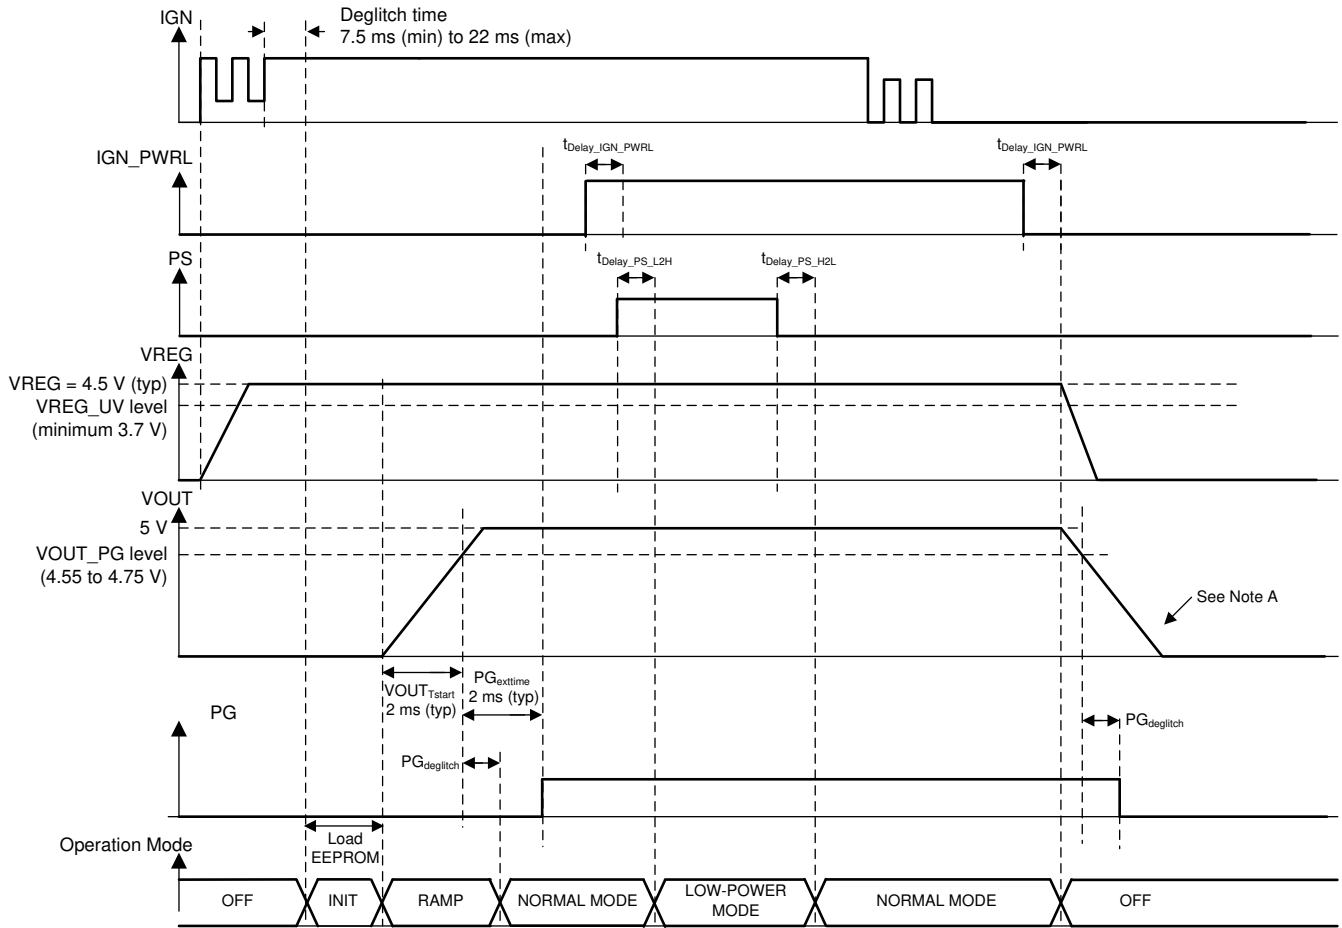 IGN
Deglitch time
7.5 ms (min) to 22 ms (max)
IGN_PWRL
tDelay_IGN_PWRL
tDelay_IGN_PWRL
PS
tDelay_PS_L2H
tDelay_PS_H2L
VREG
VREG = 4.5 V (typ)
VREG_UV level
(minimum 3.7 V)
VOUT
5 V
VOUT_PG level
(4.55 to 4.75 V)
See Note A
VOUTTstart
2 ms (typ)
PGexttime
2 ms (typ)
PG
PGdeglitch
PGdeglitch
Load
EEPROM
Operation Mode
OFF
INIT
RAMP
NORMAL MODE
LOW-POWER
MODE
NORMAL MODE
OFF